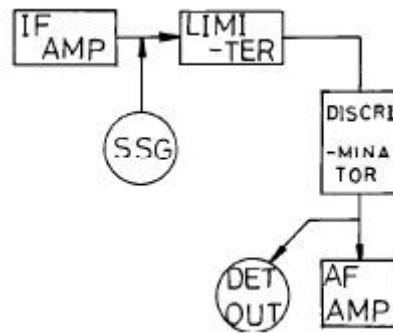 IF
AMP
LIMI
-TER
SSG
DISCRI
-MINA
TOR
DET
OUT
AF
AMP